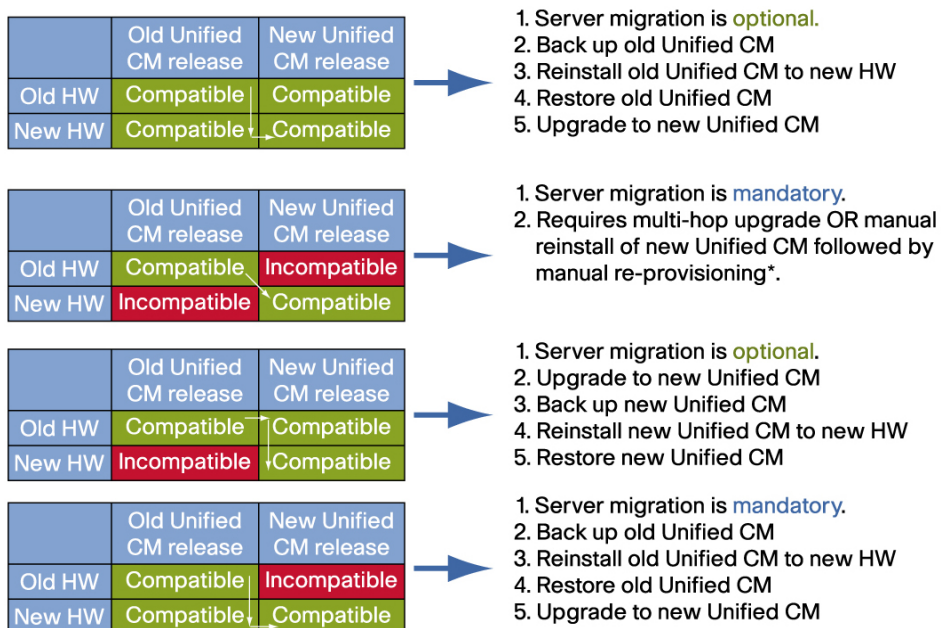 Old Unified New Unified
CM release CM release
Old HW Compatible Compatible
New HW Compatible Compatible
1. Server migration is optional.
2. Back up old Unified CM
3. Reinstall old Unified CM to new HW
4. Restore old Unified CM
5. Upgrade to new Unified CM
Old Unified New Unified
CM release CM release
Old HW Compatible Incompatible
New HW Incompatible Compatible
1. Server migration is mandatory.
2. Requires multi-hop upgrade OR manual
reinstall of new Unified CM followed by
manual re-provisioning*.
Old Unified New Unified
CM release CM release
Old HW Compatible Compatible
New HW Incompatible Compatible
1. Server migration is optional.
2. Upgrade to new Unified CM
3. Back up new Unified CM
4. Reinstall new Unified CM to new HW
5. Restore new Unified CM
Old Unified New Unified
CM release CM release
Old HW Compatible Incompatible
New HW Compatible Compatible
1. Server migration is mandatory.
2. Back up old Unified CM
3. Reinstall old Unified CM to new HW
4. Restore old Unified CM
5. Upgrade to new Unified CM